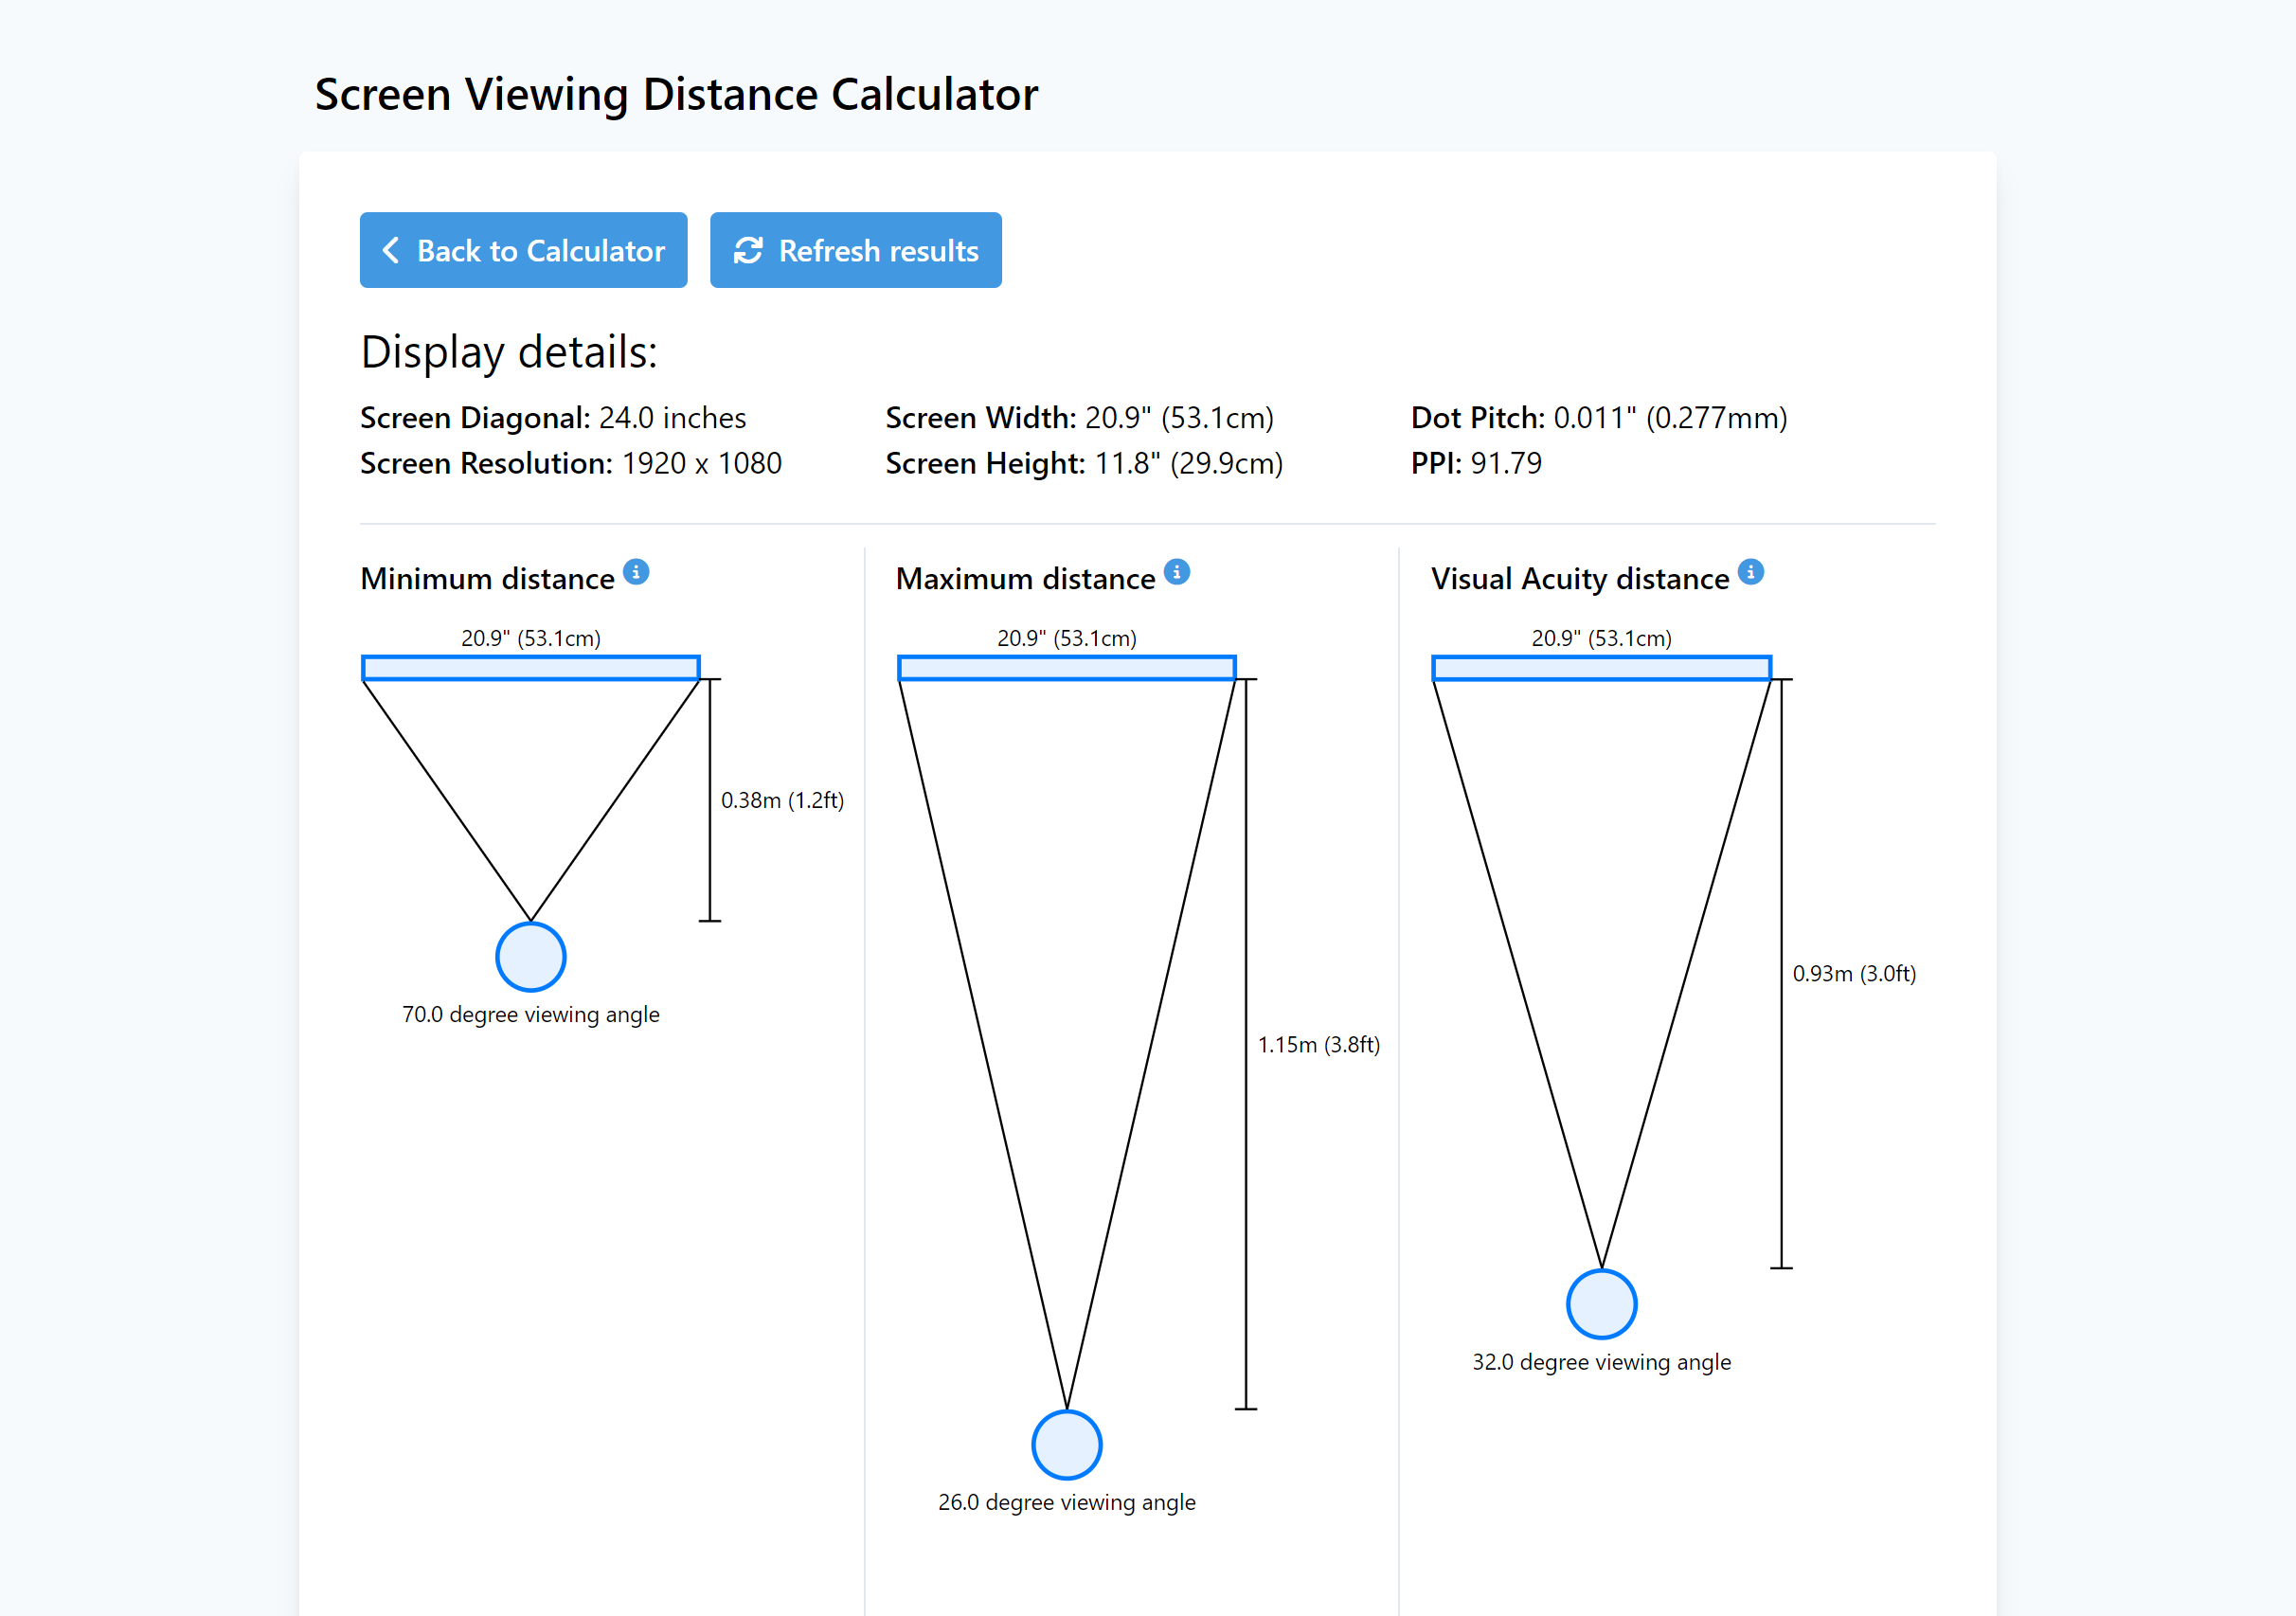 Screen Viewing Distance Calculator
Back to Calculator
Refresh results
Display details:
Screen Diagonal: 24.0 inches
Screen Resolution: 1920 x 1080
Screen Width: 20.9" (53.1cm)
Screen Height: 11.8" (29.9cm)
Dot Pitch: 0.011" (0.277mm)
PPI: 91.79
Minimum distance
20.9" (53.1cm)
0.38m (1.2ft)
70.0 degree viewing angle
Maximum distance
20.9" (53.1cm)
1.15m (3.8ft)
26.0 degree viewing angle
Visual Acuity distance
20.9" (53.1cm)
0.93m (3.0ft)
32.0 degree viewing angle